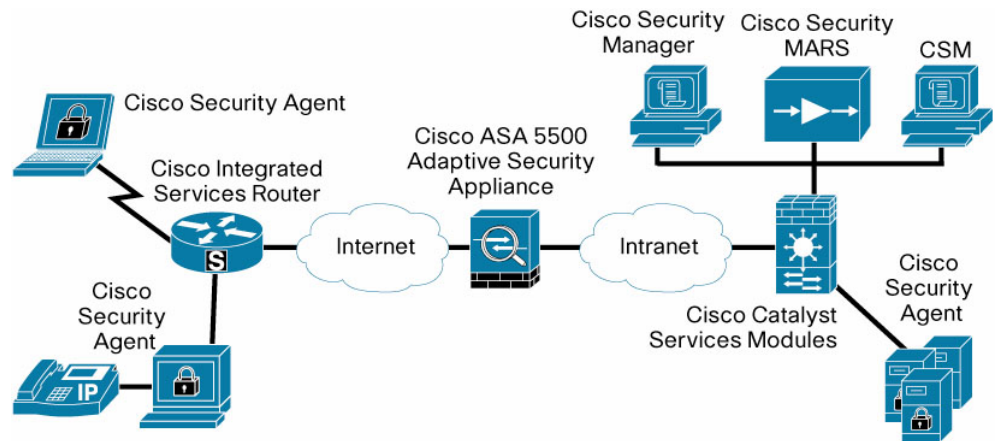 Cisco Security
Manager
Cisco Security
MARS
CSM
Cisco Security Agent
Cisco ASA 5500
Adaptive Security
Appliance
Cisco Integrated
Services Router
S
Internet
Intranet
Cisco
Security
Agent
IP
Cisco Catalyst
Services Modules
Cisco
Security
Agent